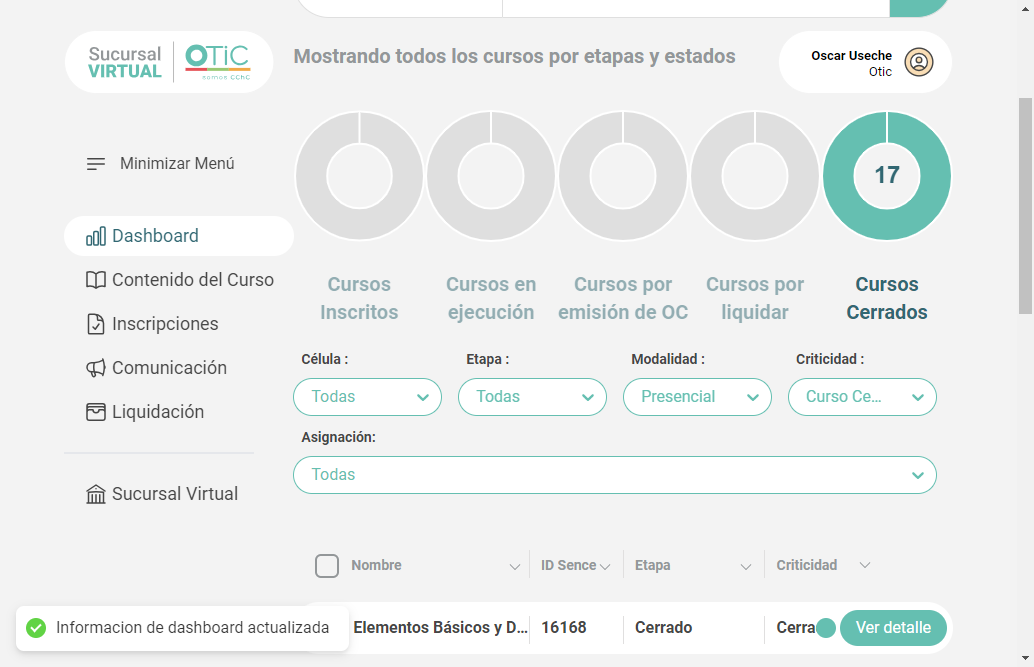 Sucursal
VIRTUAL
OTIC
somos CChC
Mostrando todos los cursos por etapas y estados
Oscar Useche
Otic
Minimizar Menú
Dashboard
Contenido del Curso
Inscripciones
Comunicación
Liquidación
Sucursal Virtual
17
Cursos
Inscritos
Cursos en
ejecución
Cursos por
emisión de OC
Cursos por
liquidar
Cursos
Cerrados
Célula :
Etapa :
Modalidad :
Criticidad :
Todas
Todas
Presencial
Curso Ce...
Asignación:
Todas
Nombre
ID Sence
Etapa
Criticidad
Elementos Básicos y D...
16168
Cerrado
Cerra
Ver detalle
Informacion de dashboard actualizada